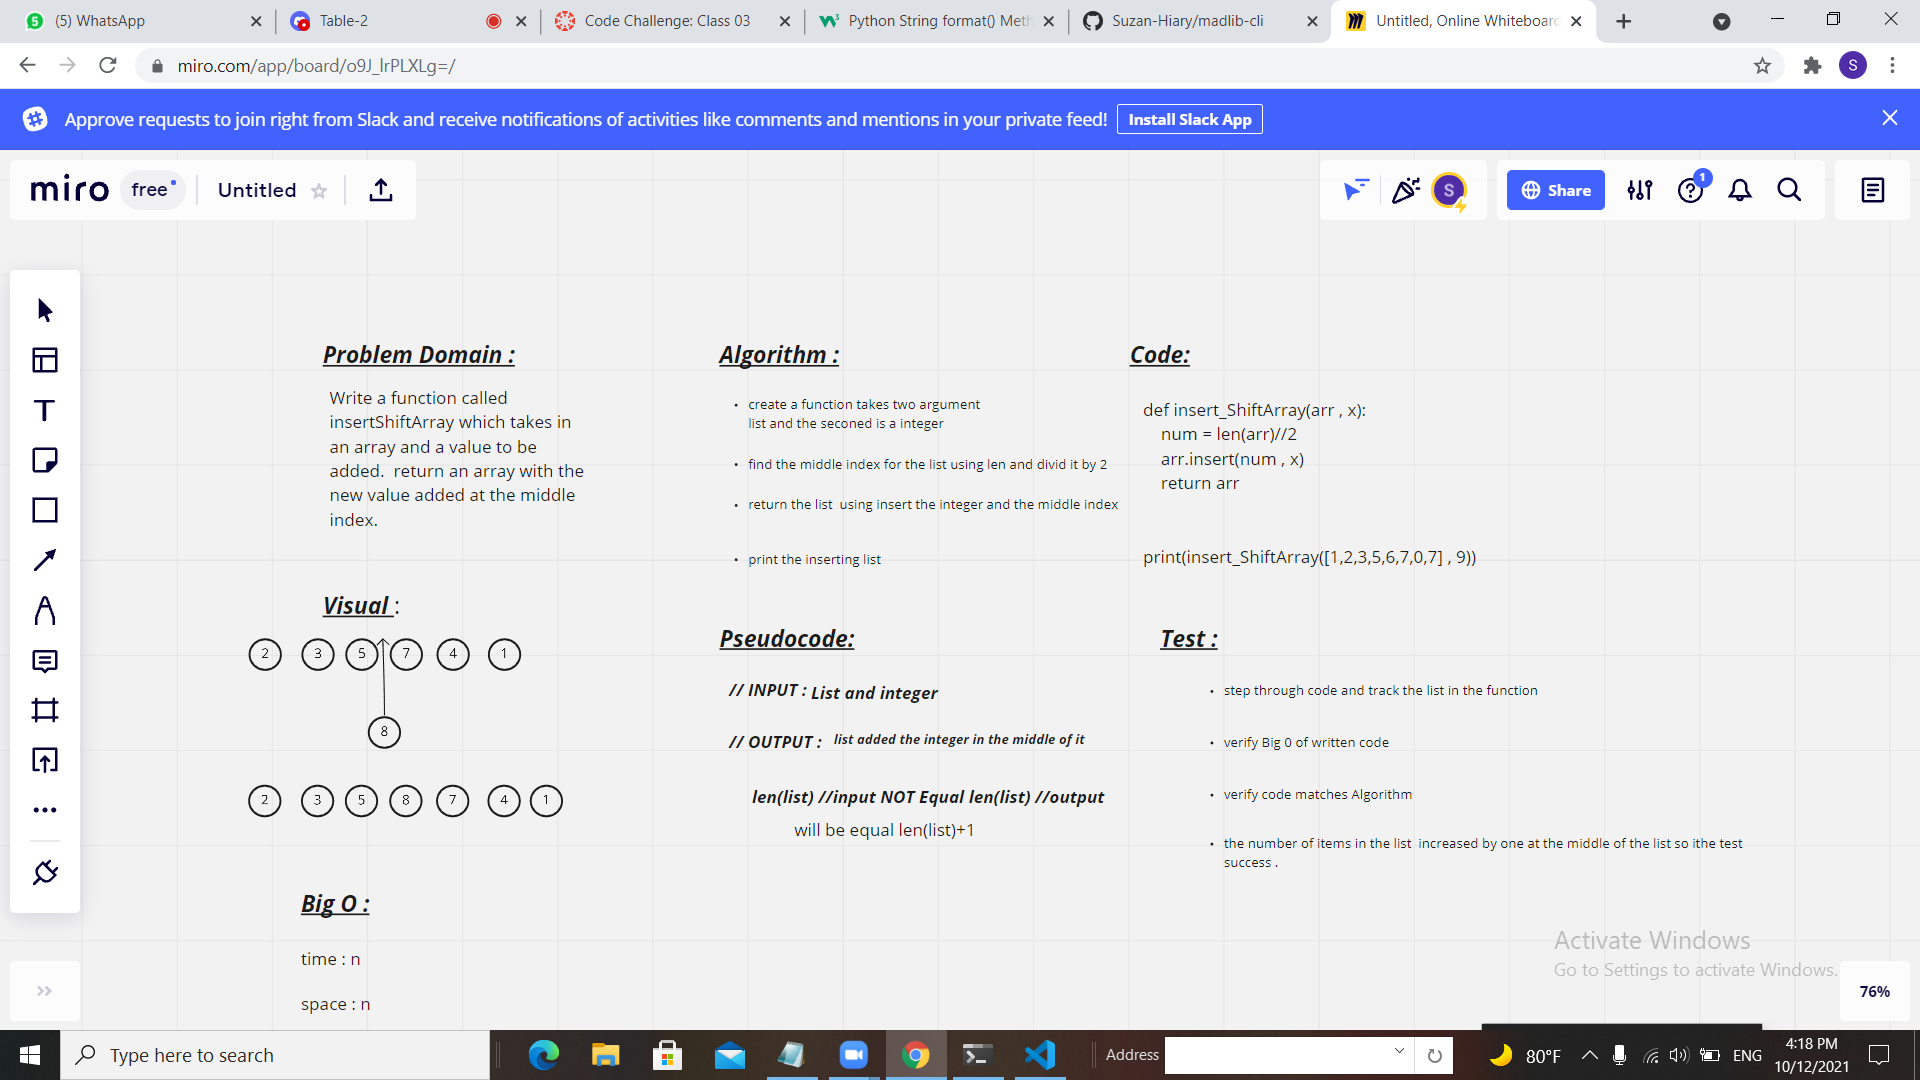 (5) WhatsApp
Table-2
Code Challenge: Class 03
Python String format() Meth
Suzan-Hiary/madlib-cli
Untitled, Online Whiteboard
miro.com/app/board/o9J_lrPLXLg=/
S
Approve requests to join right from Slack and receive notifications of activities like comments and mentions in your private feed!
Install Slack App
miro
free
Untitled
S
Share
1
Problem Domain :
Write a function called
insertShiftArray which takes in
an array and a value to be
added.  return an array with the
new value added at the middle
index.
Visual :
2 3 5 7 4 1
8
2 3 5 8 7 4 1
Big O :
time : n
space : n
Algorithm :
• create a function takes two argument
list and the seconed is a integer
• find the middle index for the list using len and divid it by 2
• return the list  using insert the integer and the middle index
• print the inserting list
Pseudocode:
// INPUT : List and integer
// OUTPUT : list added the integer in the middle of it
len(list) //input NOT Equal len(list) //output
will be equal len(list)+1
Code:
def insert_ShiftArray(arr , x):
num = len(arr)//2
arr.insert(num , x)
return arr
print(insert_ShiftArray([1,2,3,5,6,7,0,7] , 9))
Test :
• step through code and track the list in the function
• verify Big 0 of written code
• verify code matches Algorithm
• the number of items in the list  increased by one at the middle of the list so ithe test
success .
Activate Windows
Go to Settings to activate Windows.
76%
Type here to search
Address
80°F
ENG
4:18 PM
10/12/2021